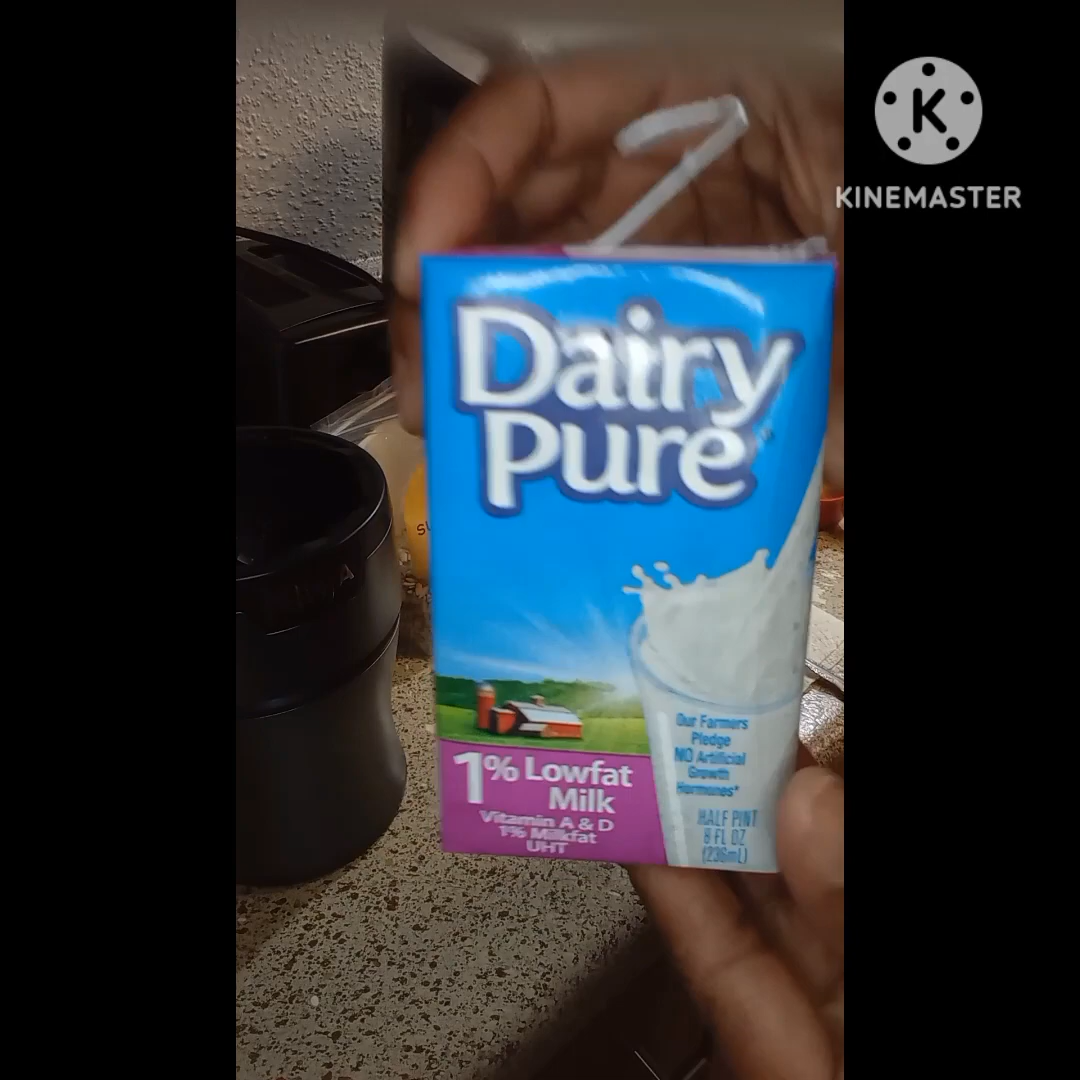 K
KINEMASTER
Dairy
Pure
Our Farmers
Pledge
NO Artificial
Growth
Hormones*
1% Lowfat
Milk
Vitamin A & D
1% Milkfat
UHT
HALF PINT
8 FL OZ
(236mL)